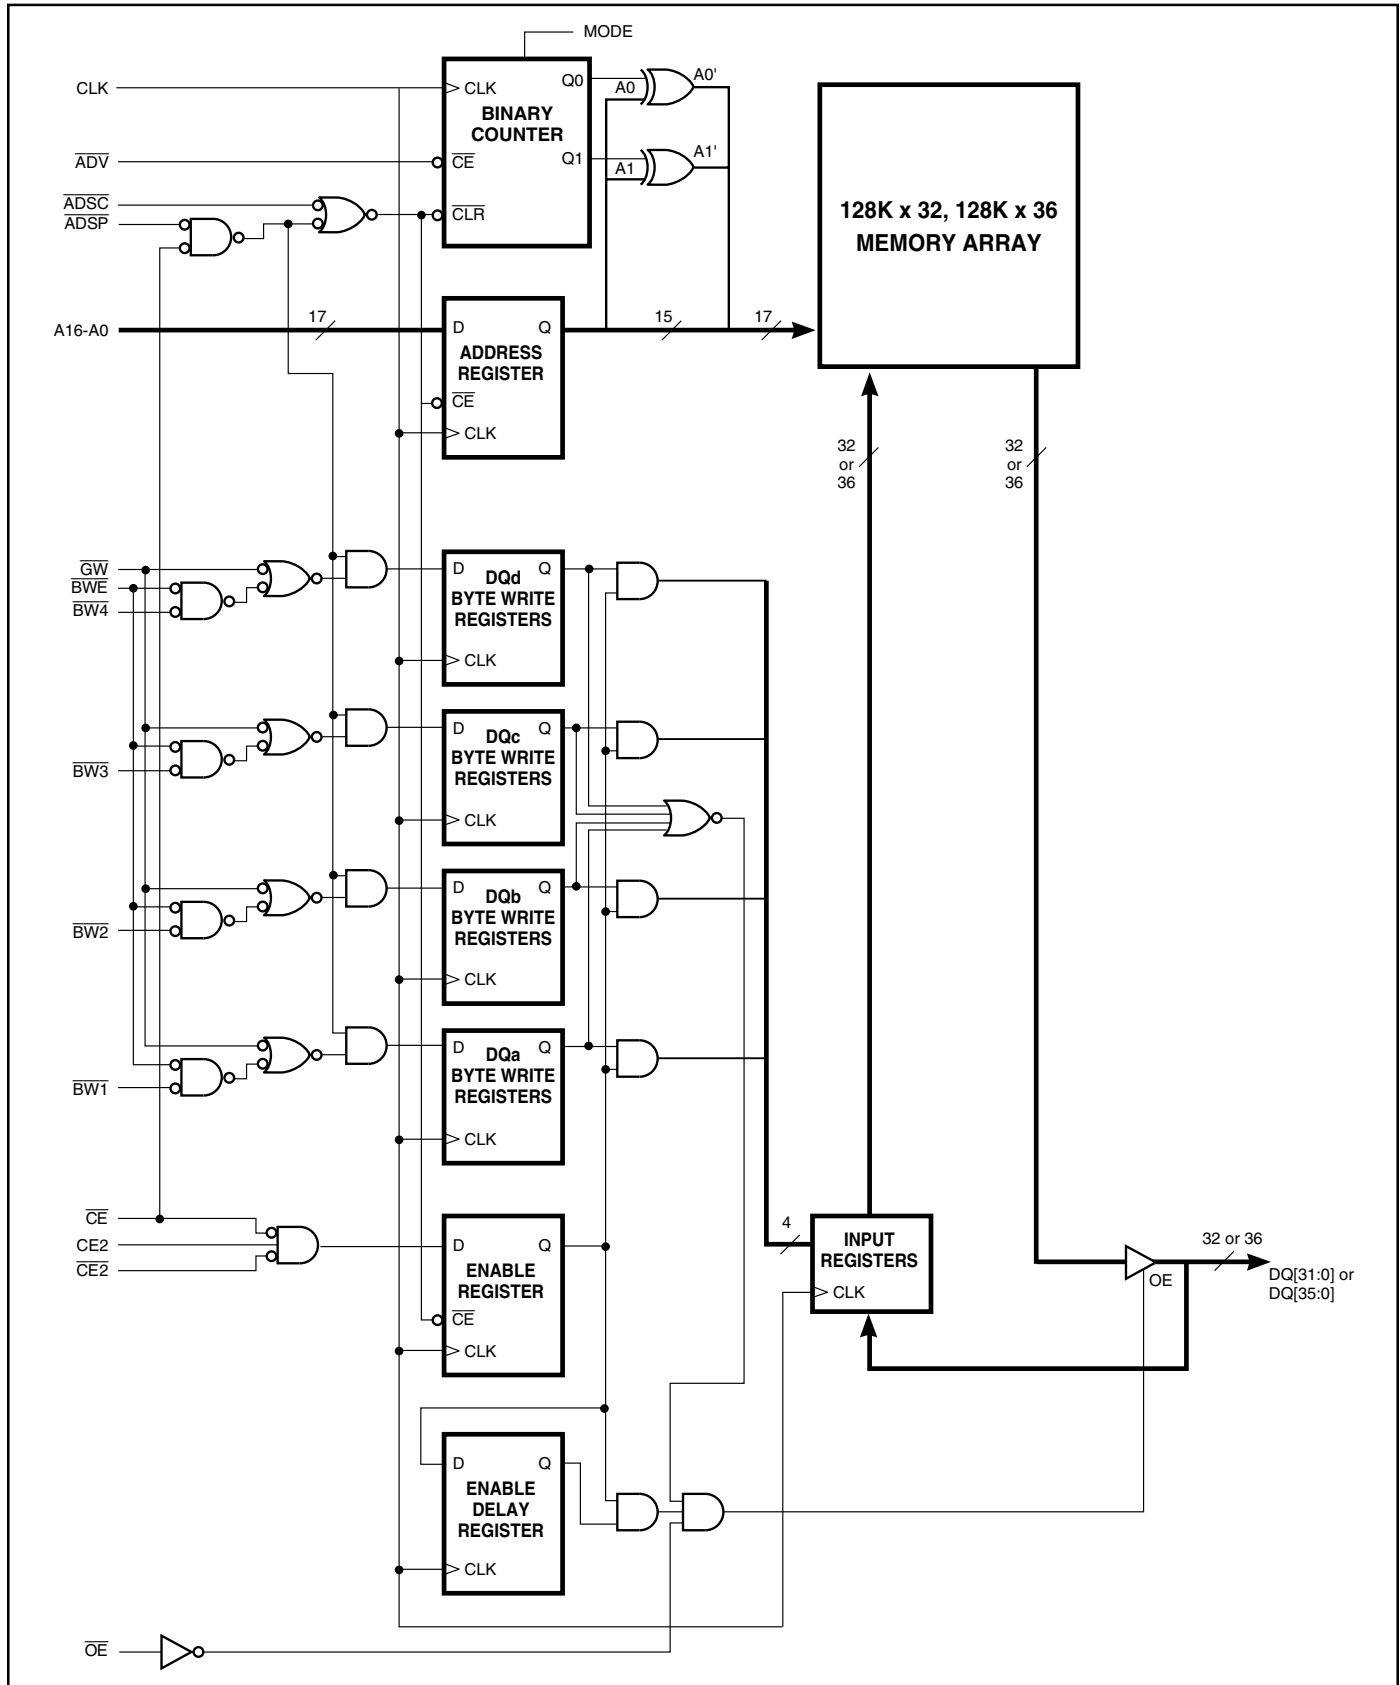 MODE
CLK
CLK
Q0
A0
A0'
BINARY
COUNTER
ADV
CE
Q1
A1
A1'
ADSC
ADSP
CLR
128K x 32, 128K x 36
MEMORY ARRAY
A16-A0
17
D
Q
15
17
ADDRESS
REGISTER
CE
CLK
32
or
36
32
or
36
GW
BWE
BW4
D
Q
DQd
BYTE WRITE
REGISTERS
CLK
BW3
D
Q
DQc
BYTE WRITE
REGISTERS
CLK
BW2
D
Q
DQb
BYTE WRITE
REGISTERS
CLK
BW1
D
Q
DQa
BYTE WRITE
REGISTERS
CLK
CE
CE2
CE2
D
Q
ENABLE
REGISTER
CE
CLK
4
INPUT
REGISTERS
CLK
OE
32 or 36
DQ[31:0] or
DQ[35:0]
D
Q
ENABLE
DELAY
REGISTER
CLK
OE